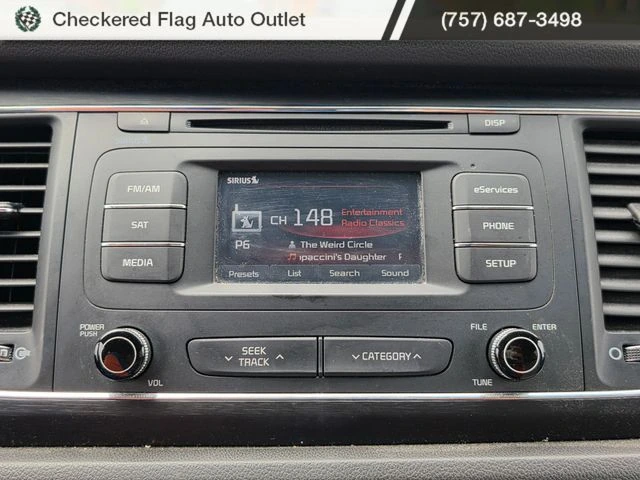 Checkered Flag Auto Outlet
(757) 687-3498
DISP
SIRIUS
FM/AM
SAT
MEDIA
CH 148
Entertainment
Radio Classics
P6
The Weird Circle
paccini's Daughter F
Presets List Search Sound
eServices
PHONE
SETUP
POWER
PUSH
VOL
SEEK
TRACK
CATEGORY
FILE
ENTER
TUNE